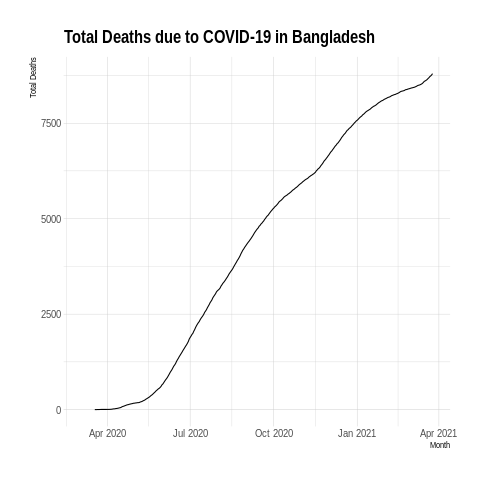 Total Deaths due to COVID-19 in Bangladesh
Total Deaths
7500
5000
2500
0
Apr 2020 Jul 2020 Oct 2020 Jan 2021 Apr 2021
Month